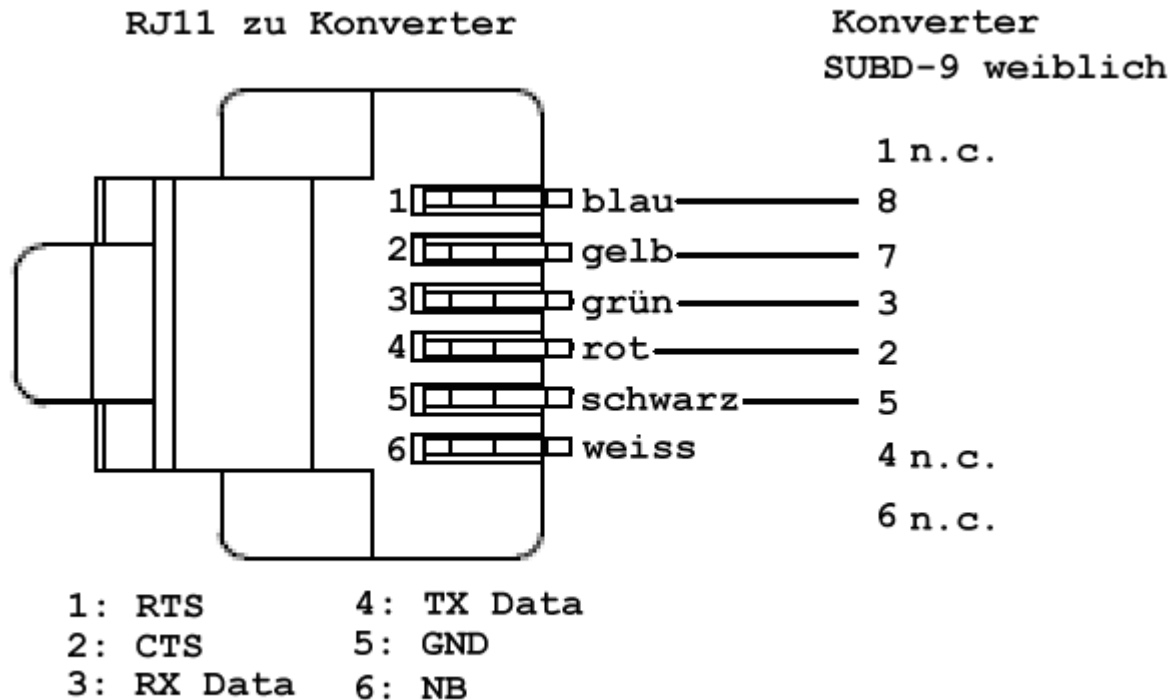 RJ11 zu Konverter
Konverter
SUBD-9 weiblich
1 n.c.
1 blau 8
2 gelb 7
3 grün 3
4 rot 2
5 schwarz 5
6 weiss
4 n.c.
6 n.c.
1: RTS 4: TX Data
2: CTS 5: GND
3: RX Data 6: NB